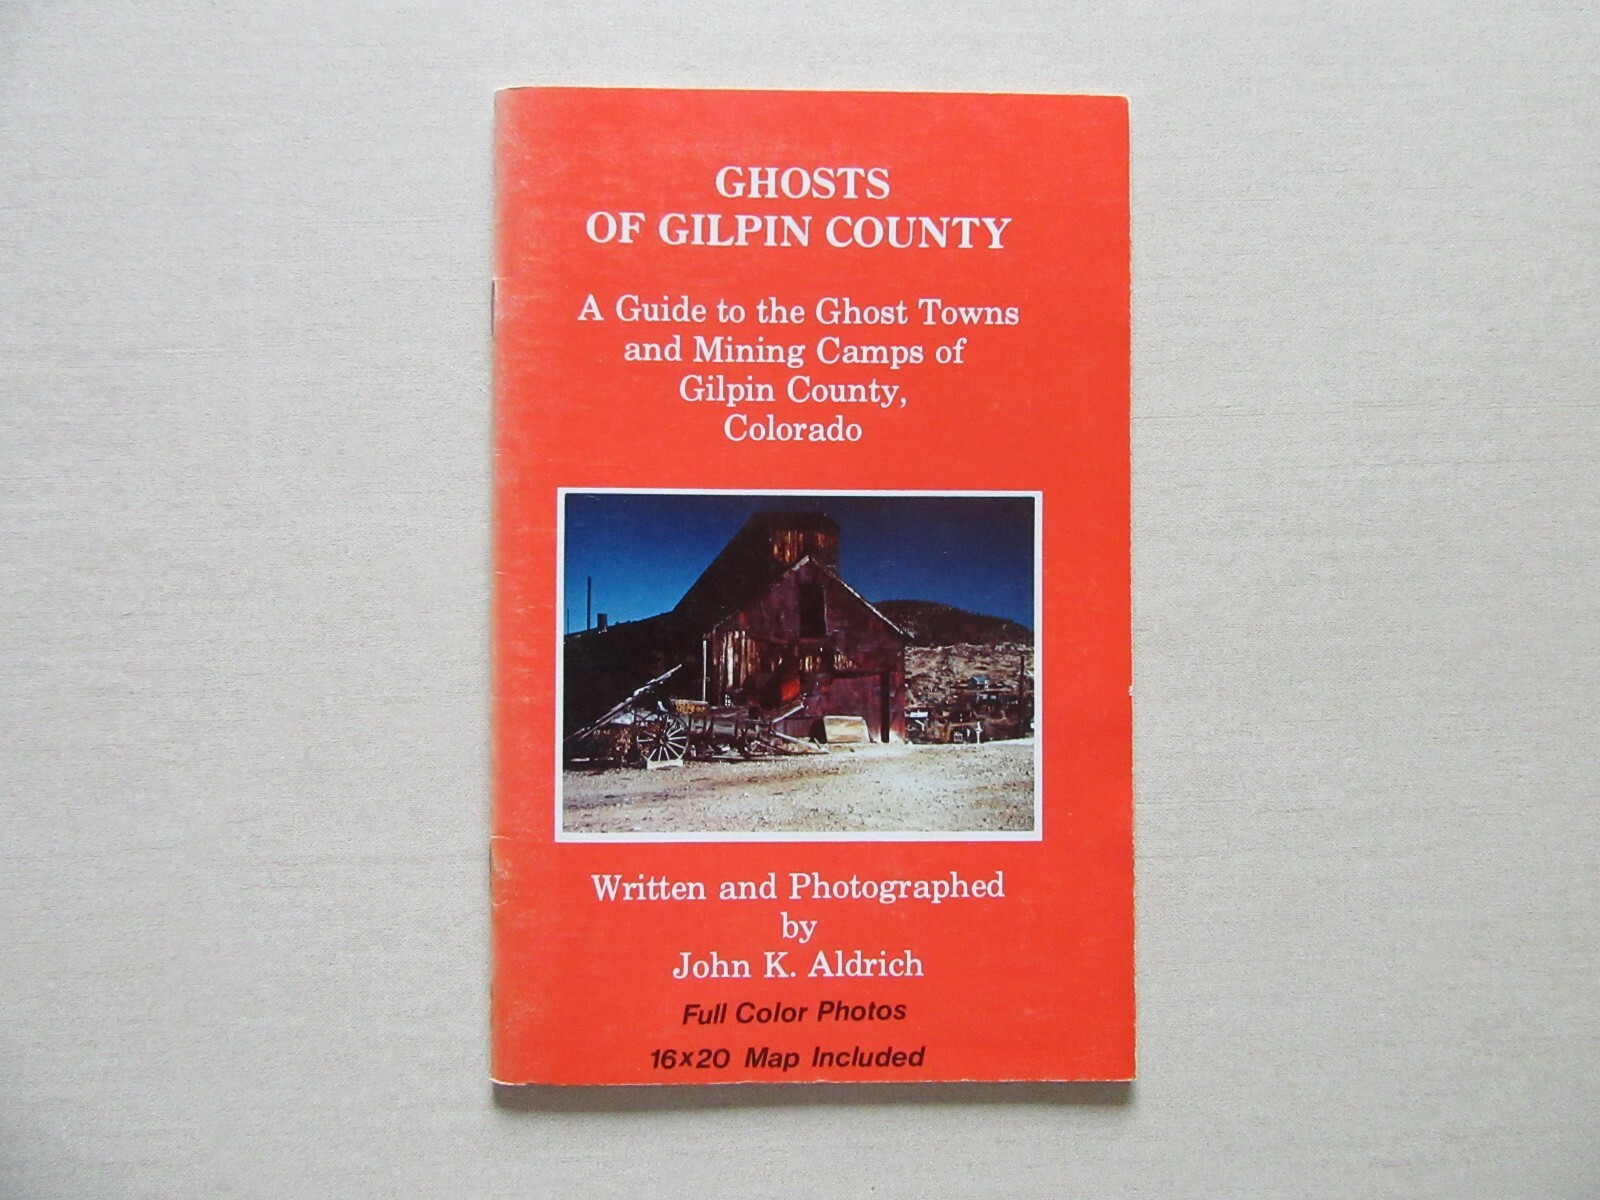 GHOSTS
OF GILPIN COUNTY
A Guide to the Ghost Towns
and Mining Camps of
Gilpin County,
Colorado
Written and Photographed
by
John K. Aldrich
Full Color Photos
16x20 Map Included